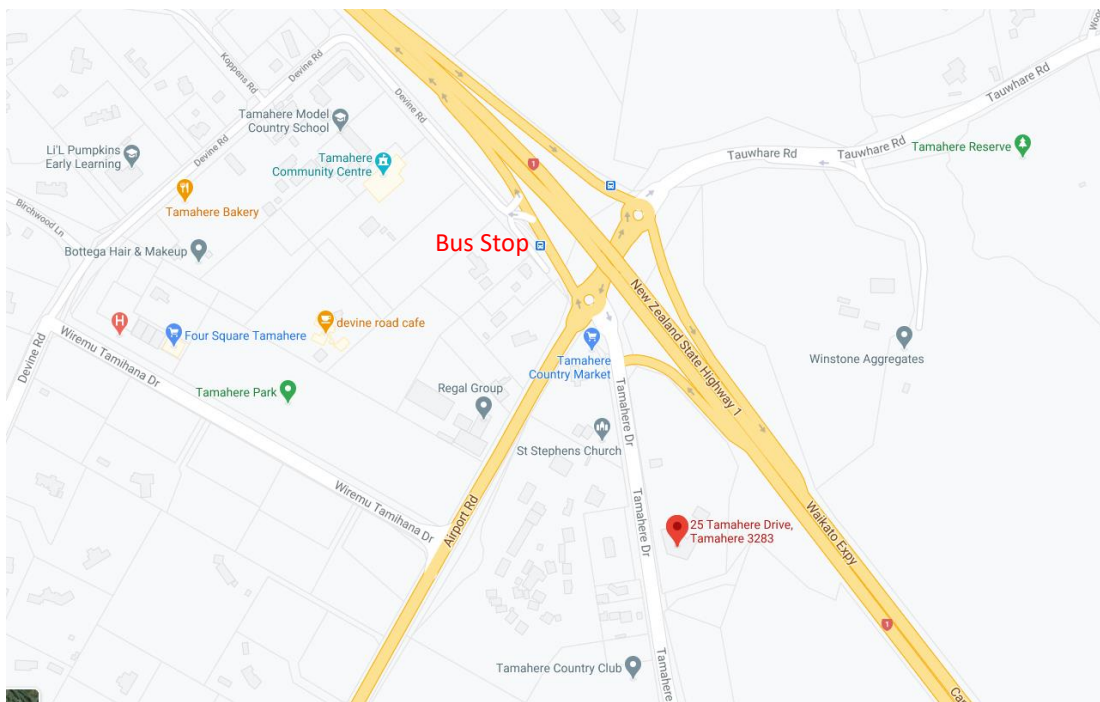 Koppens Rd
Devine Rd
Tamahere Model
Country School
Devine Rd
Li'L Pumpkins
Early Learning
Devine Rd
Tamahere
Community Centre
1
Tauwhare Rd
Tauwhare Rd
Tauwhare Rd
Tamahere Reserve
Birchwood Ln
Tamahere Bakery
Bus Stop
Bottega Hair & Makeup
New Zealand State Highway 1
H
Four Square Tamahere
devine road cafe
Devine Rd
Wiremu Tamihana Dr
Tamahere
Country Market
Winstone Aggregates
Tamahere Park
Regal Group
Tamahere Dr
St Stephens Church
Wiremu Tamihana Dr
Airport Rd
Tamahere Dr
25 Tamahere Drive,
Tamahere 3283
Waikato Expy
1
Tamahere Country Club
Tamahere